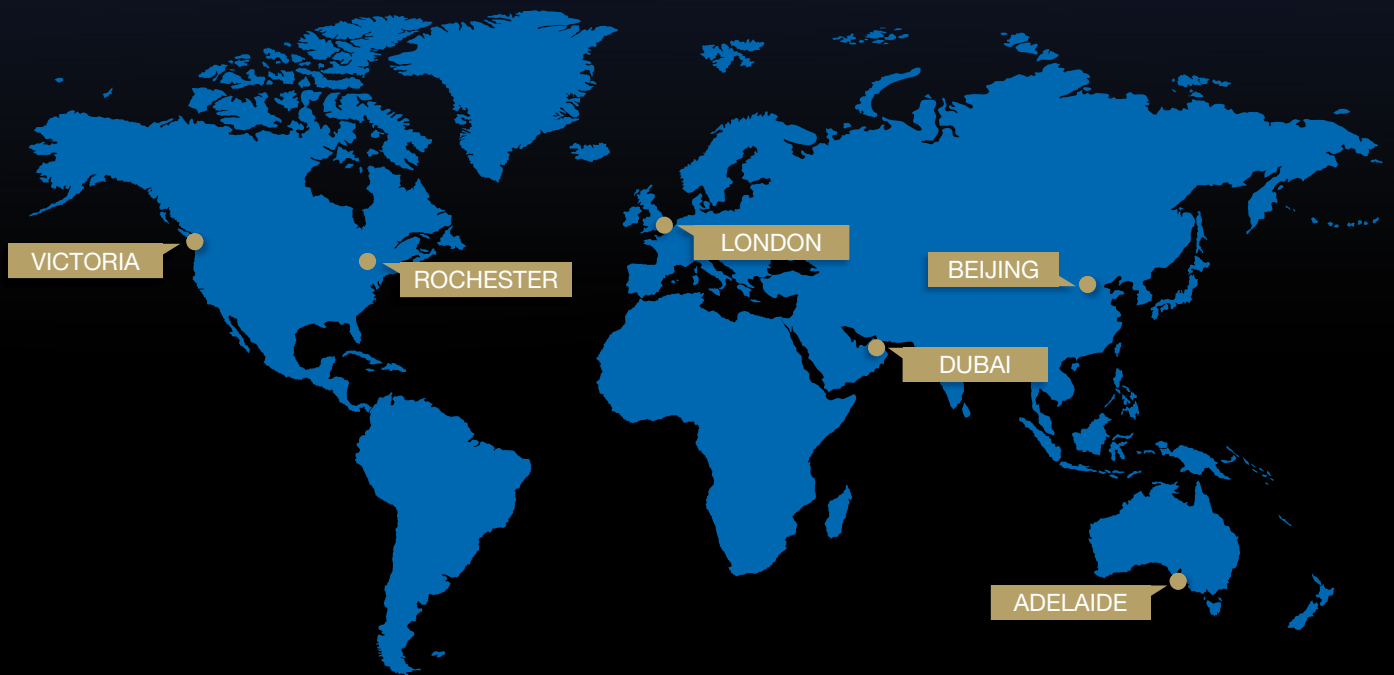 VICTORIA
ROCHESTER
LONDON
BEIJING
DUBAI
ADELAIDE